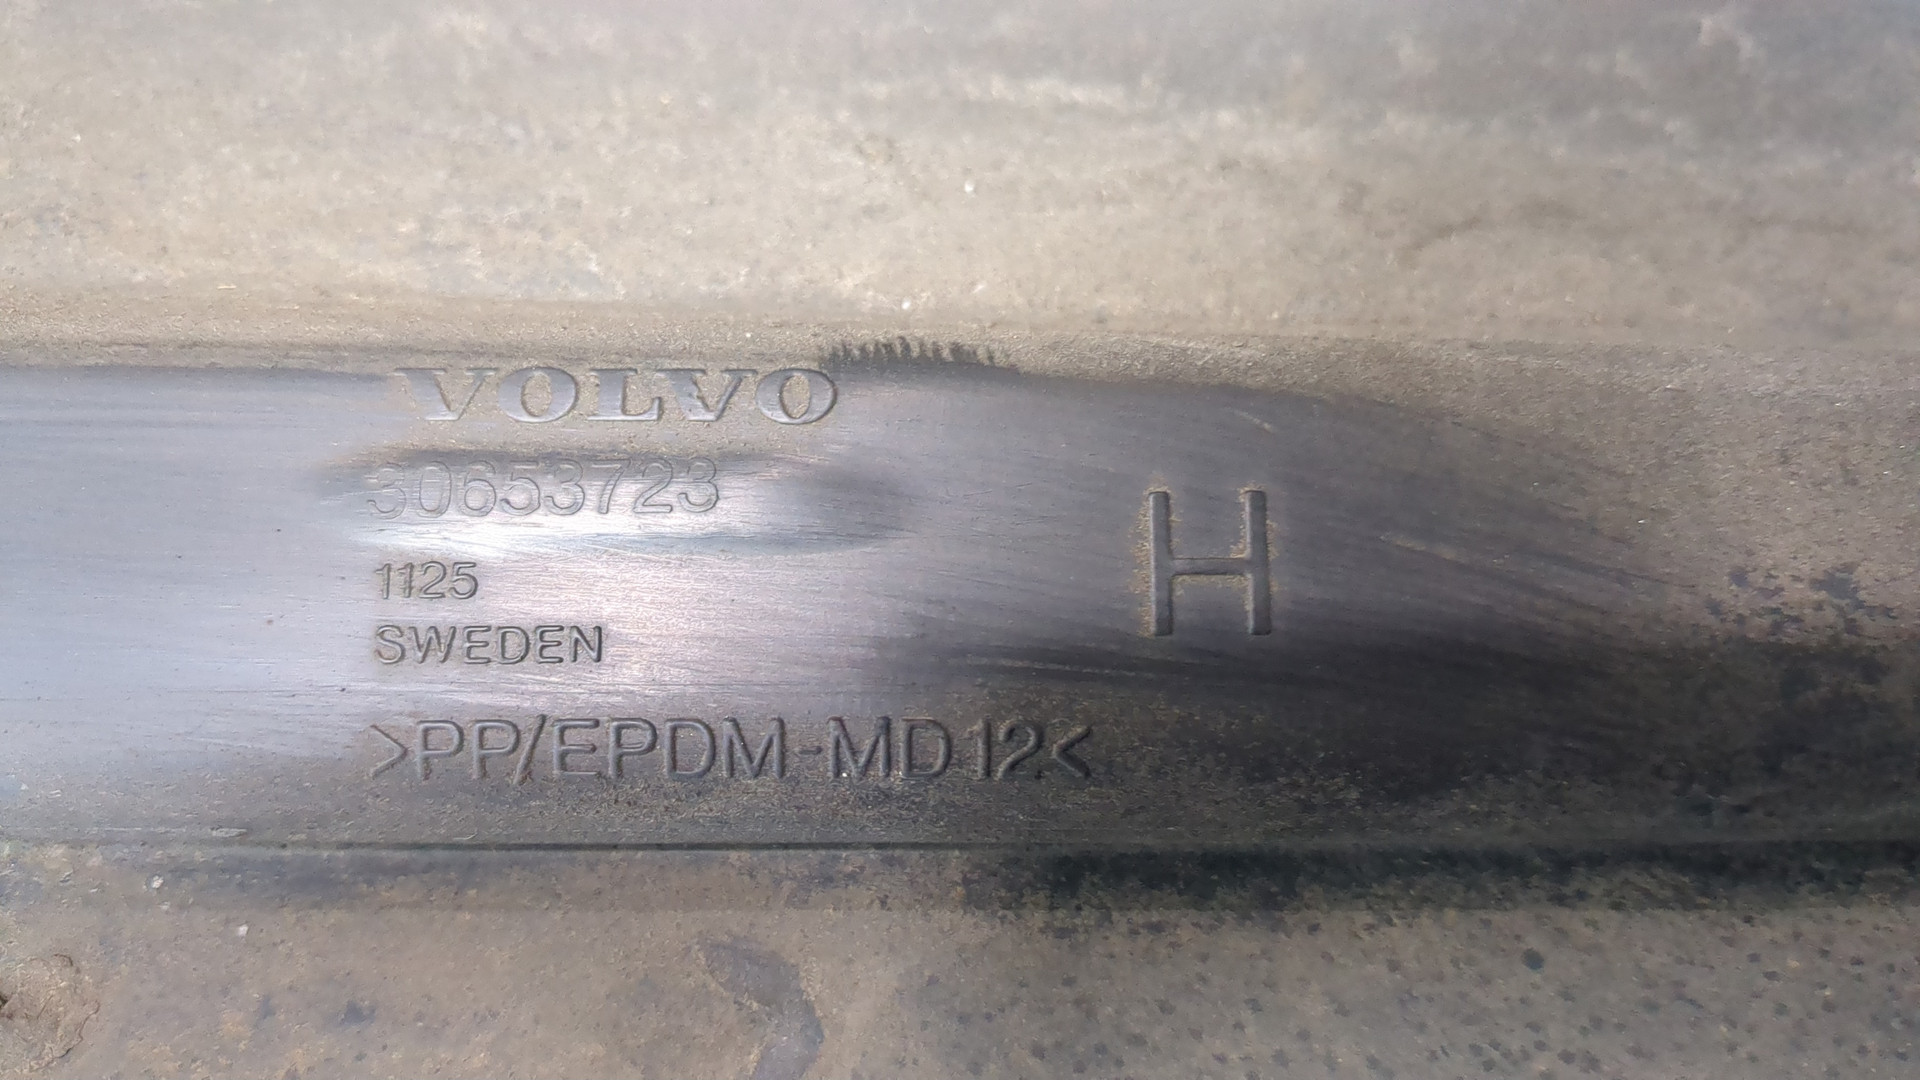 VOLVO
30653723
1125
SWEDEN
H
>PP/EPDM-MD12<